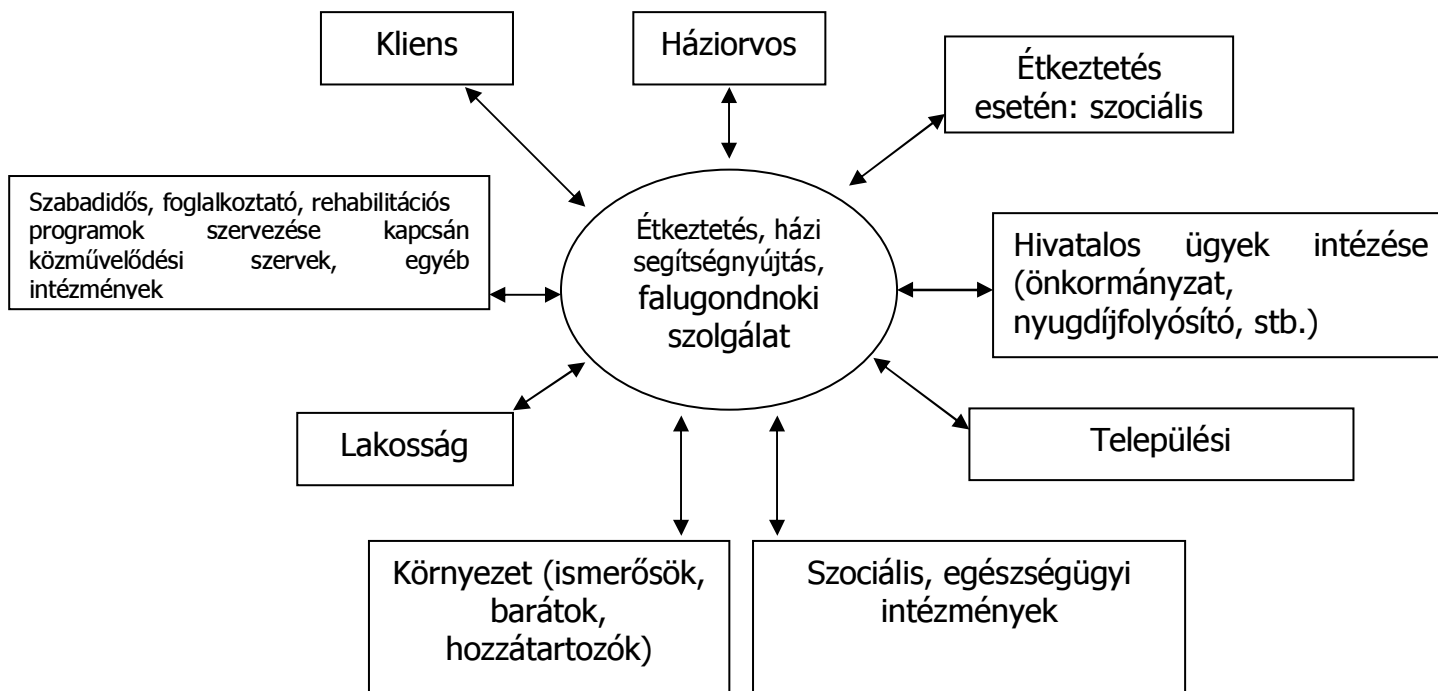 Kliens
Háziorvos
Étkeztetés
esetén: szociális
Szabadidős, foglalkoztató, rehabilitációs
programok szervezése kapcsán
közművelődési szervek, egyéb
intézmények
Étkeztetés, házi
segítségnyújtás,
falugondnoki
szolgálat
Hivatalos ügyek intézése
(önkormányzat,
nyugdíjfolyósító, stb.)
Lakosság
Települési
Környezet (ismerősök,
barátok,
hozzátartozók)
Szociális, egészségügyi
intézmények